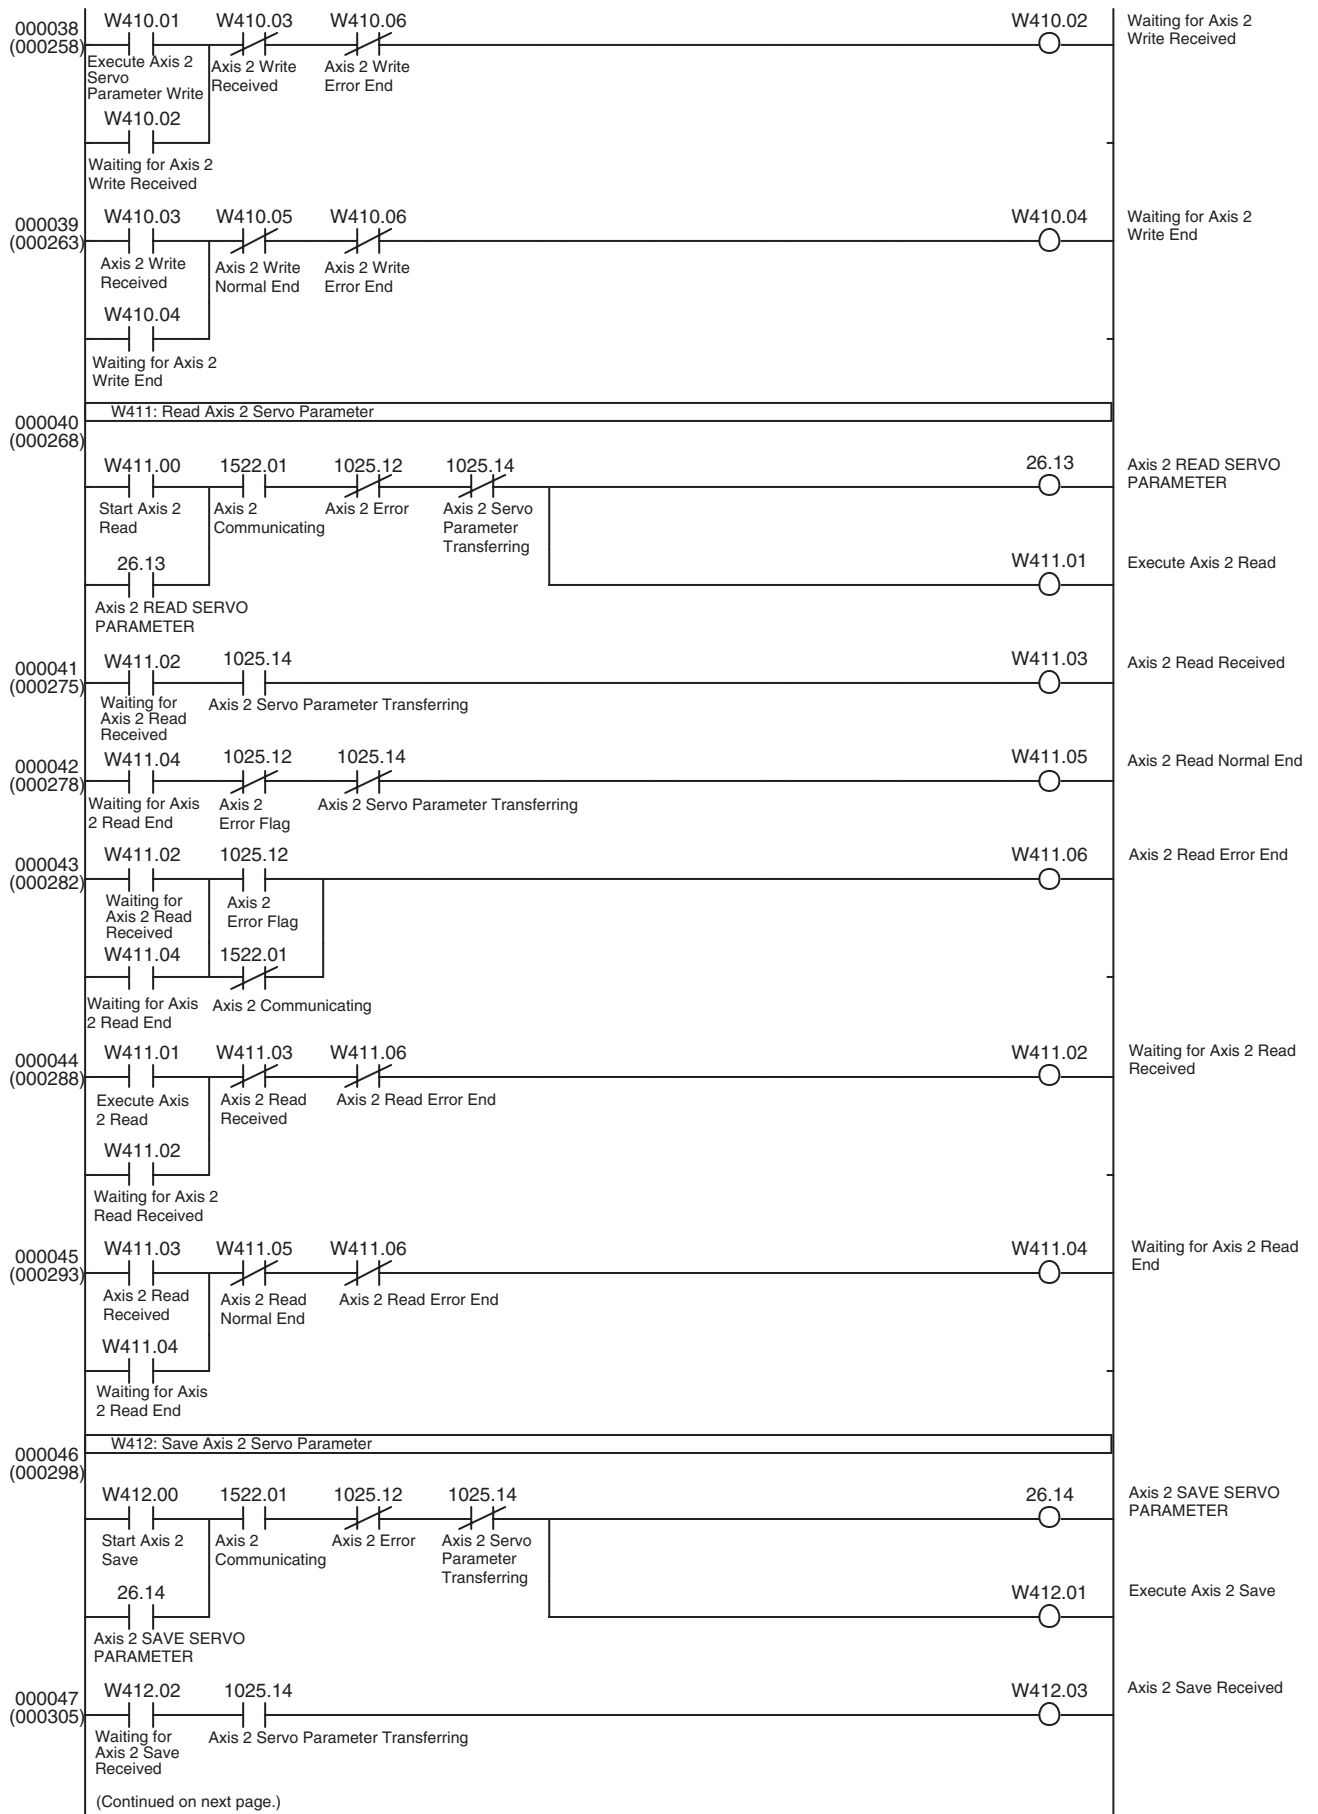 000038
(000258)
W410.01 W410.03 W410.06 W410.02
Waiting for Axis 2
Write Received
Execute Axis 2
Servo
Parameter Write
Axis 2 Write
Received
Axis 2 Write
Error End
W410.02
Waiting for Axis 2
Write Received
000039
(000263)
W410.03 W410.05 W410.06 W410.04
Waiting for Axis 2
Write End
Axis 2 Write
Received
Axis 2 Write
Normal End
Axis 2 Write
Error End
W410.04
Waiting for Axis 2
Write End
W411: Read Axis 2 Servo Parameter
000040
(000268)
W411.00 1522.01 1025.12 1025.14 26.13
Axis 2 READ SERVO
PARAMETER
Start Axis 2
Read
Axis 2
Communicating
Axis 2 Error
Axis 2 Servo
Parameter
Transferring
26.13 W411.01
Execute Axis 2 Read
Axis 2 READ SERVO
PARAMETER
000041
(000275)
W411.02 1025.14 W411.03
Axis 2 Read Received
Waiting for
Axis 2 Read
Received
Axis 2 Servo Parameter Transferring
000042
(000278)
W411.04 1025.12 1025.14 W411.05
Axis 2 Read Normal End
Waiting for Axis
2 Read End
Axis 2
Error Flag
Axis 2 Servo Parameter Transferring
000043
(000282)
W411.02 1025.12 W411.06
Axis 2 Read Error End
Waiting for
Axis 2 Read
Received
Axis 2
Error Flag
W411.04 1522.01
Waiting for Axis
2 Read End
Axis 2 Communicating
000044
(000288)
W411.01 W411.03 W411.06 W411.02
Waiting for Axis 2 Read
Received
Execute Axis
2 Read
Axis 2 Read
Received
Axis 2 Read Error End
W411.02
Waiting for Axis 2
Read Received
000045
(000293)
W411.03 W411.05 W411.06 W411.04
Waiting for Axis 2 Read
End
Axis 2 Read
Received
Axis 2 Read
Normal End
Axis 2 Read Error End
W411.04
Waiting for Axis
2 Read End
W412: Save Axis 2 Servo Parameter
000046
(000298)
W412.00 1522.01 1025.12 1025.14 26.14
Axis 2 SAVE SERVO
PARAMETER
Start Axis 2
Save
Axis 2
Communicating
Axis 2 Error
Axis 2 Servo
Parameter
Transferring
26.14 W412.01
Execute Axis 2 Save
Axis 2 SAVE SERVO
PARAMETER
000047
(000305)
W412.02 1025.14 W412.03
Axis 2 Save Received
Waiting for
Axis 2 Save
Received
Axis 2 Servo Parameter Transferring
(Continued on next page.)